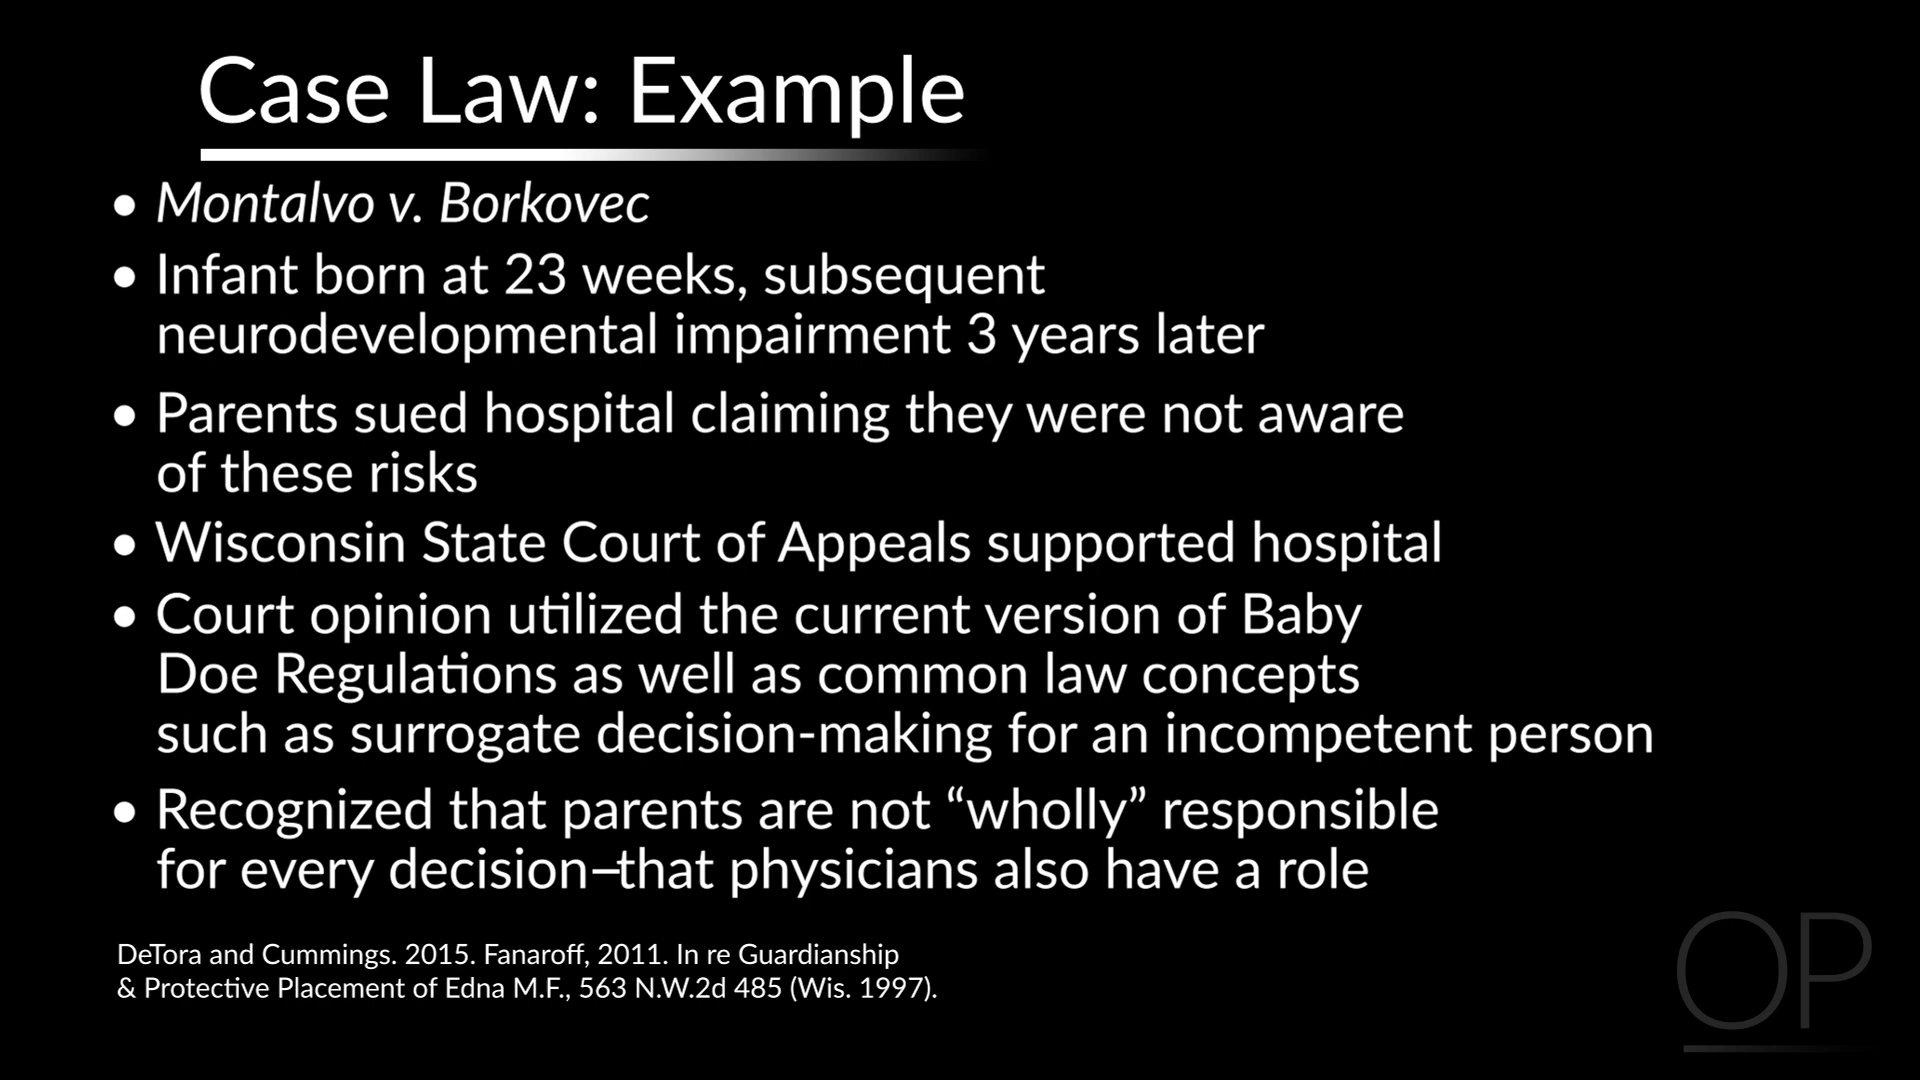 Case Law: Example
• Montalvo v. Borkovec
• Infant born at 23 weeks, subsequent
neurodevelopmental impairment 3 years later
• Parents sued hospital claiming they were not aware
of these risks
• Wisconsin State Court of Appeals supported hospital
• Court opinion utilized the current version of Baby
Doe Regulations as well as common law concepts
such as surrogate decision-making for an incompetent person
• Recognized that parents are not “wholly” responsible
for every decision–that physicians also have a role
DeTora and Cummings. 2015. Fanaroff, 2011. In re Guardianship
& Protective Placement of Edna M.F., 563 N.W.2d 485 (Wis. 1997).
OP